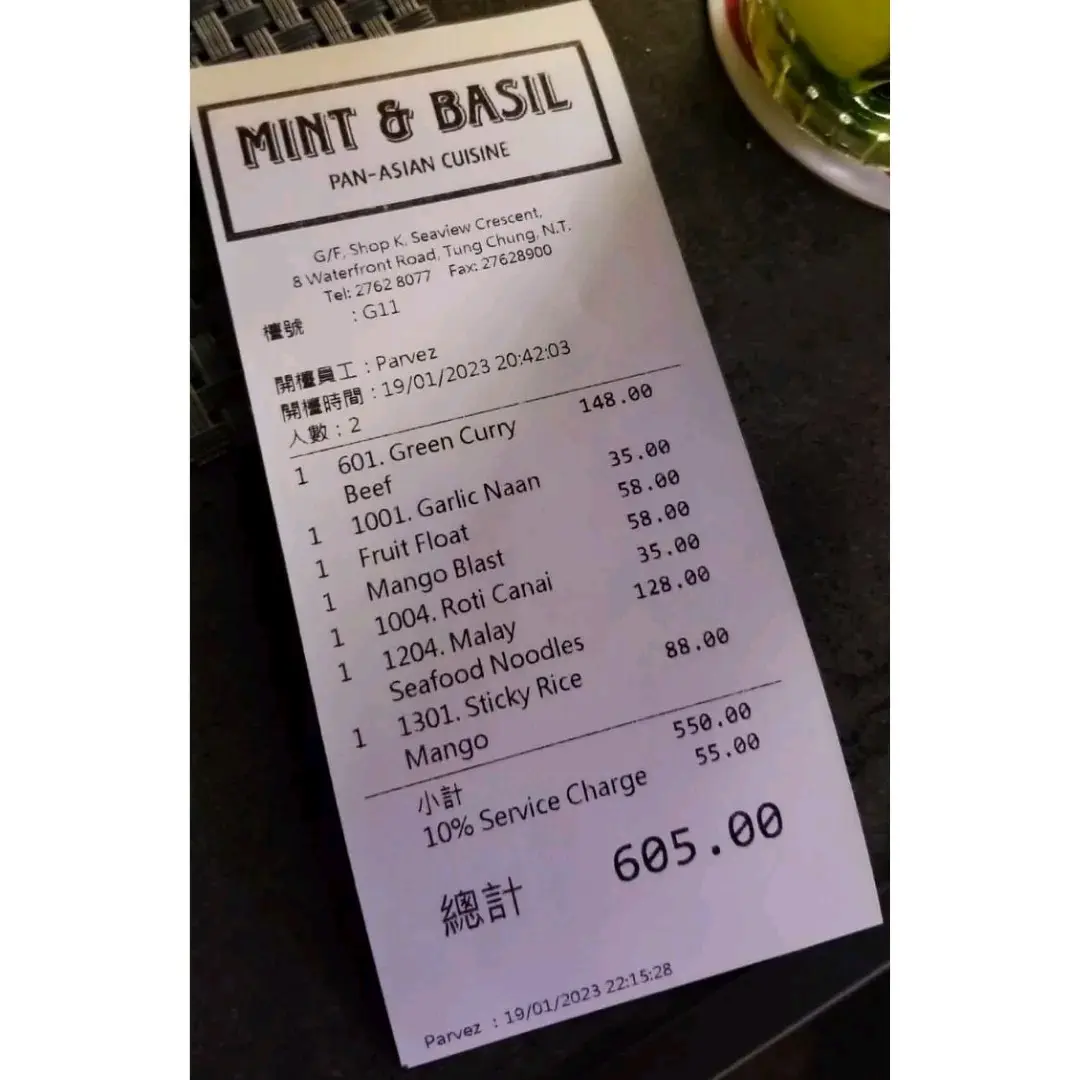 MINT & BASIL
PAN-ASIAN CUISINE
G/F, Shop K, Seaview Crescent,
8 Waterfront Road, Tung Chung, N.T.
Tel: 2762 8077 Fax: 27628900
檯號 : G11
開檯員工 : Parvez
開檯時間 : 19/01/2023 20:42:03
人數 : 2
1 601. Green Curry 148.00
Beef
1 1001. Garlic Naan 35.00
1 Fruit Float 58.00
1 Mango Blast 58.00
1 1004. Roti Canai 35.00
1 1204. Malay 128.00
Seafood Noodles
1 1301. Sticky Rice 88.00
Mango
小計 550.00
10% Service Charge 55.00
總計 605.00
Parvez : 19/01/2023 22:15:28